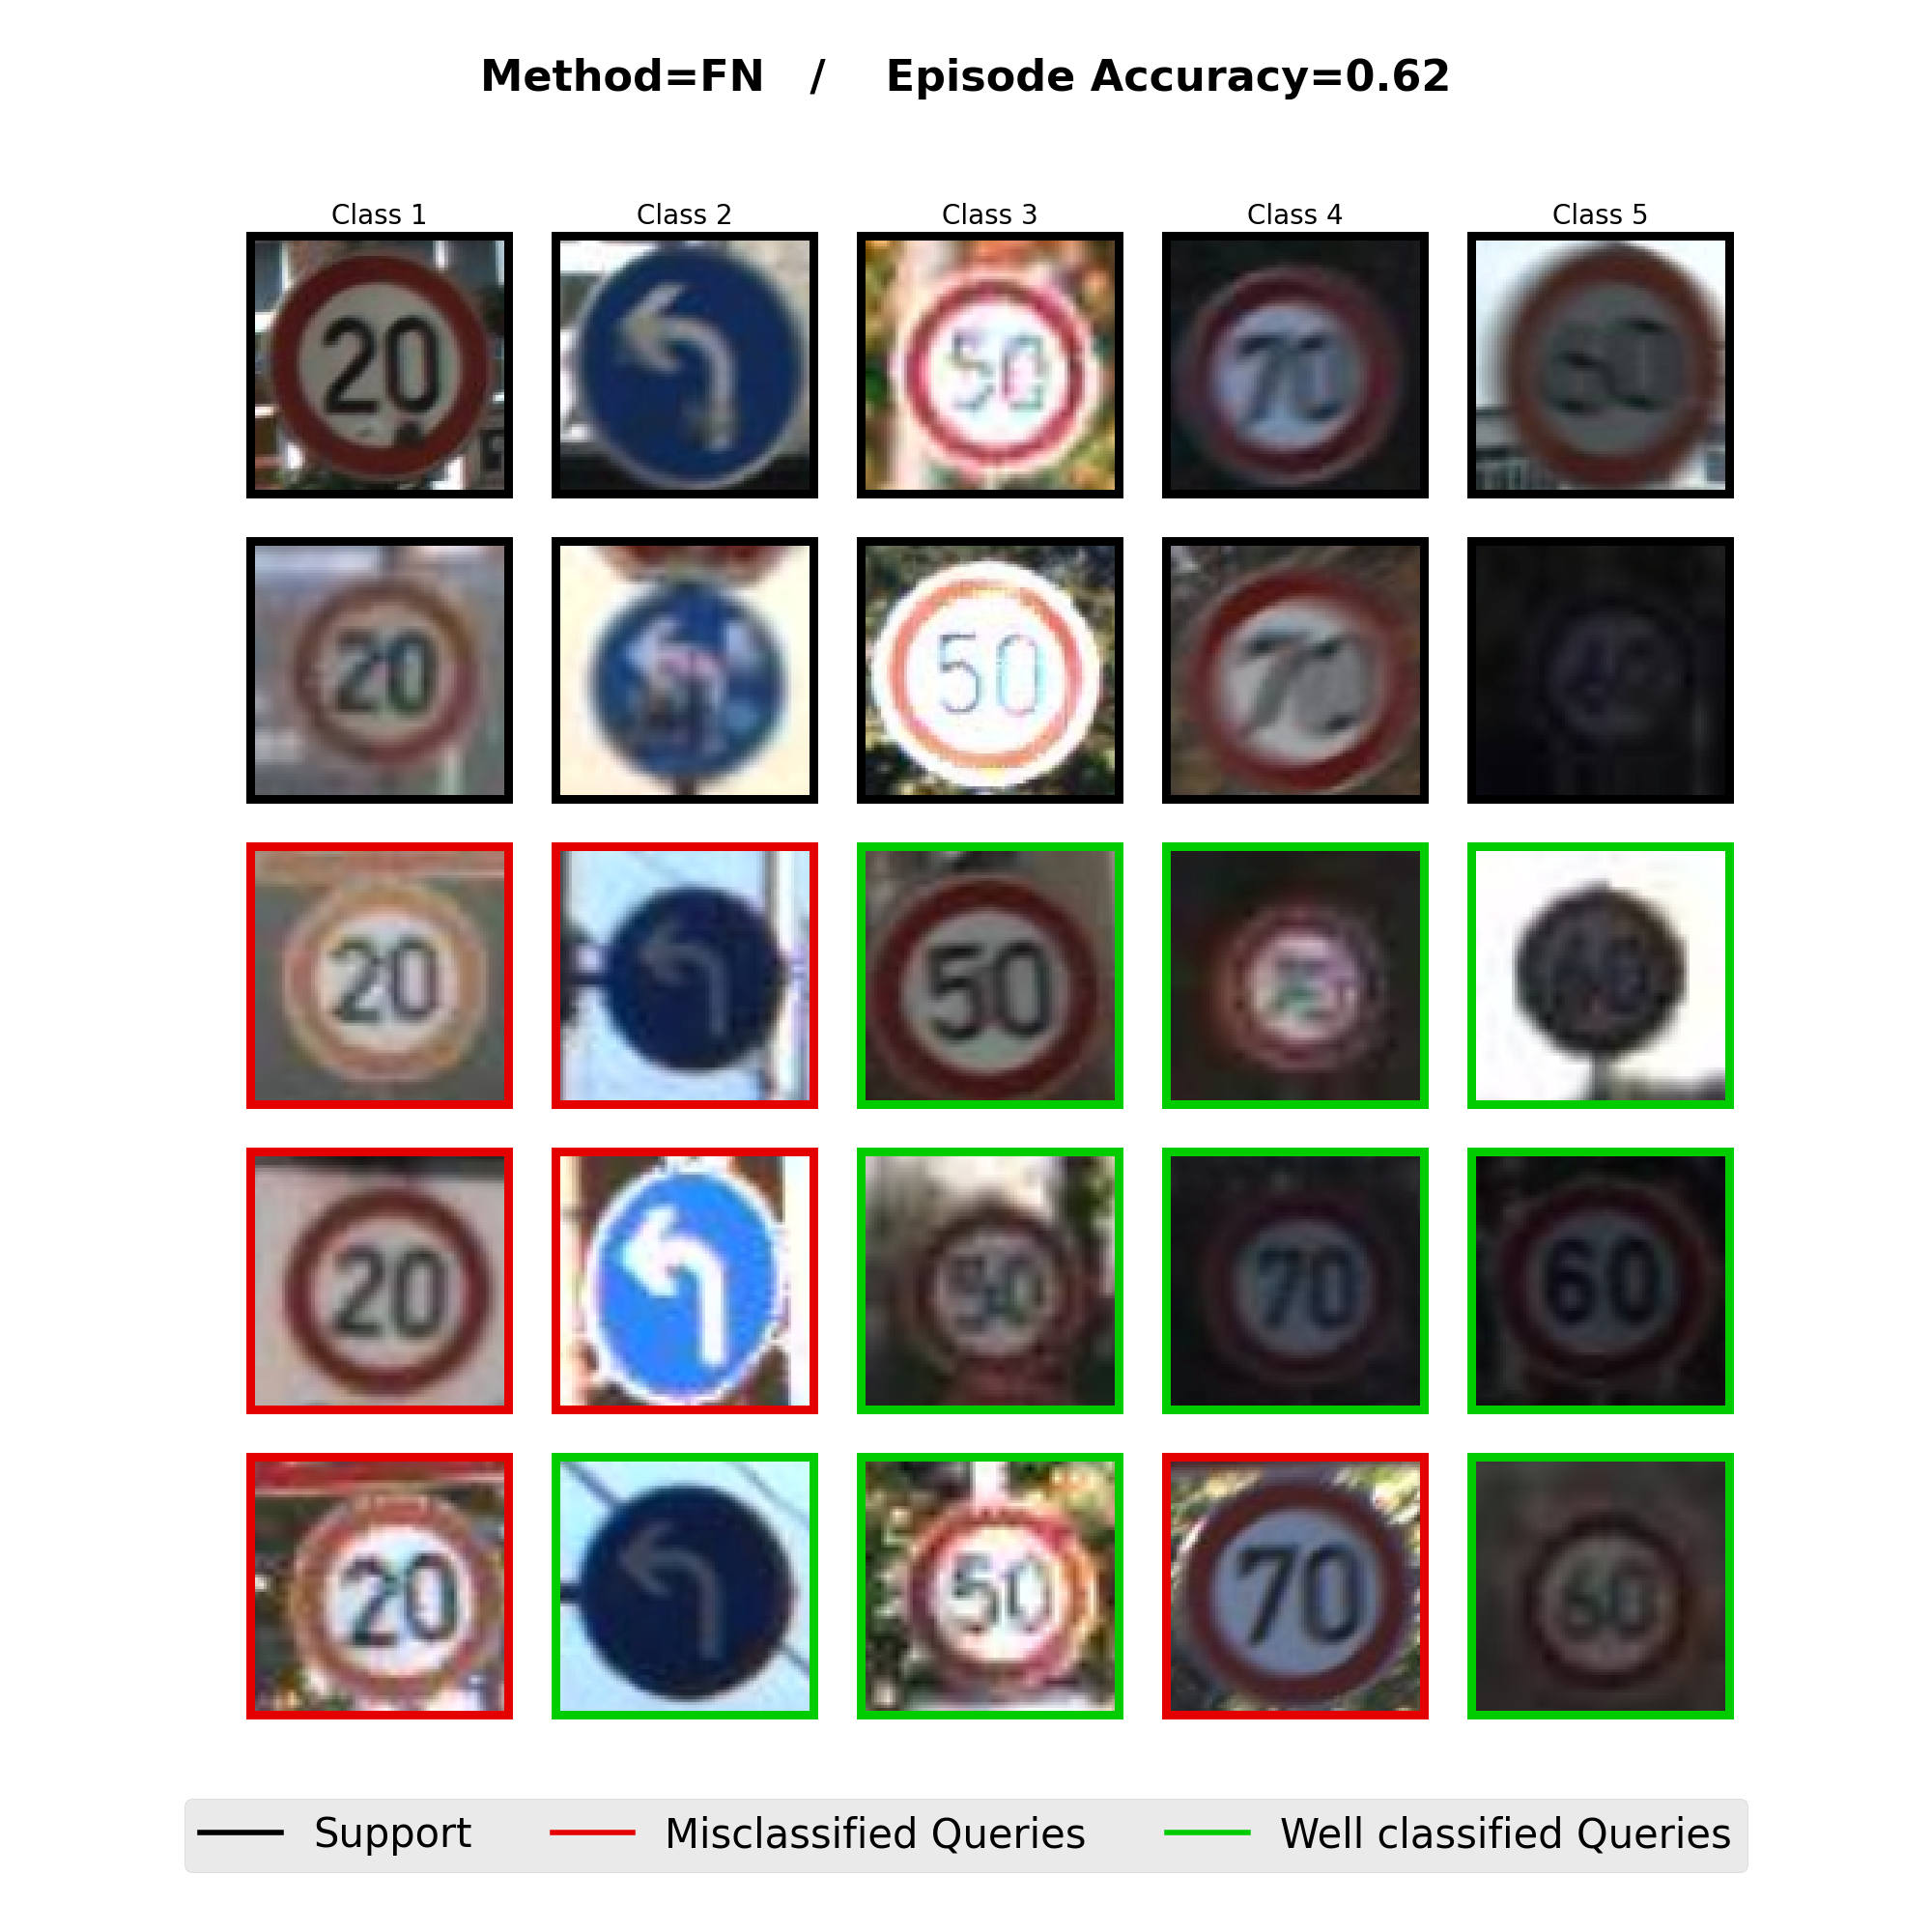 Method=FN / Episode Accuracy=0.62
Class 1 Class 2 Class 3 Class 4 Class 5
20 50 70
20 50 70
20 50
20 50 70 60
20 50 70 60
Support Misclassified Queries Well classified Queries